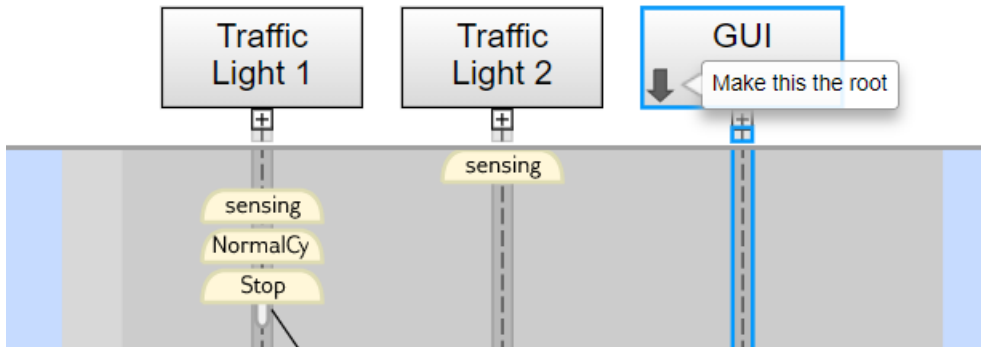 Traffic
Light 1
Traffic
Light 2
GUI
Make this the root
sensing
sensing
NormalCy
Stop